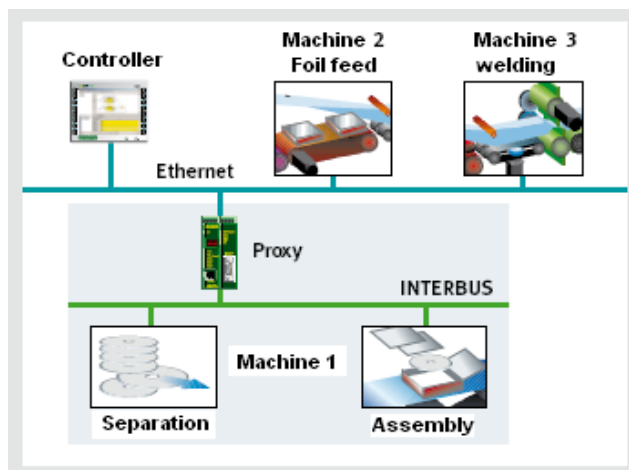 Controller
Machine 2
Foil feed
Machine 3
welding
Ethernet
Proxy
INTERBUS
Machine 1
Separation
Assembly